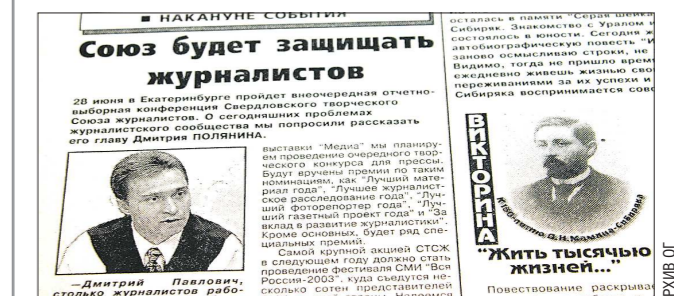 НАКАНУНЕ СОБЫТИЯ
Союз будет защищать
журналистов
28 июня в Екатеринбурге пройдет внеочередная отчетно-
выборная конференция Свердловского творческого
Союза журналистов. О сегодняшних проблемах
журналистского сообщества мы попросили рассказать
его главу Дмитрия ПОЛЯНИНА.
—Дмитрий Павлович,
столько журналистов рабо-
выставки "Медиа" мы планиру-
ем проведение очередного твор-
ческого конкурса для прессы.
Будут вручены премии по таким
номинациям, как "Лучший мате-
риал года", "Лучшее журналист-
ское расследование года", "Луч-
ший фоторепортер года", "Луч-
ший газетный проект года" и "За
вклад в развитие журналистики".
Кроме основных, будет ряд спе-
циальных премий.
Самой крупной акцией СТСЖ
в следующем году должно стать
проведение фестиваля СМИ "Вся
Россия-2003", куда съедутся не-
сколько сотен представителей
осталась в памяти "Серая шейка
Сибиряк. Знакомство с Уралом и
состоялось в юности. Сегодня ж
автобиографическую повесть "И
заново осмысливаю строки, не
Видимо, тогда не пришло врем
ежедневно живешь жизнью свои
переживаниями за их успехи и
Сибиряка воспринимается сов
ВИКТОРИНА
К 150-летию Д.Н.Мамина-Сибиряка
"Жить тысячью
жизней..."
Повествование раскрыва
РХИВ ОГ